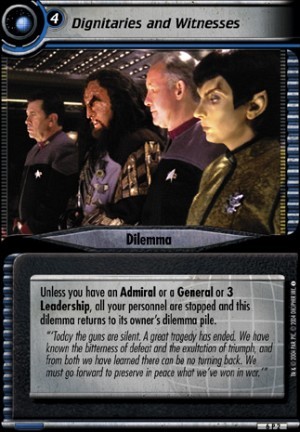 4
Dignitaries and Witnesses
Dilemma
Unless you have an Admiral or a General or 3
Leadership, all your personnel are stopped and this
dilemma returns to its owner's dilemma pile.
"'Today the guns are silent. A great tragedy has ended. We have
known the bitterness of defeat and the exultation of triumph, and
from both we have learned there can be no turning back. We
must go forward to preserve in peace what we've won in war.'"